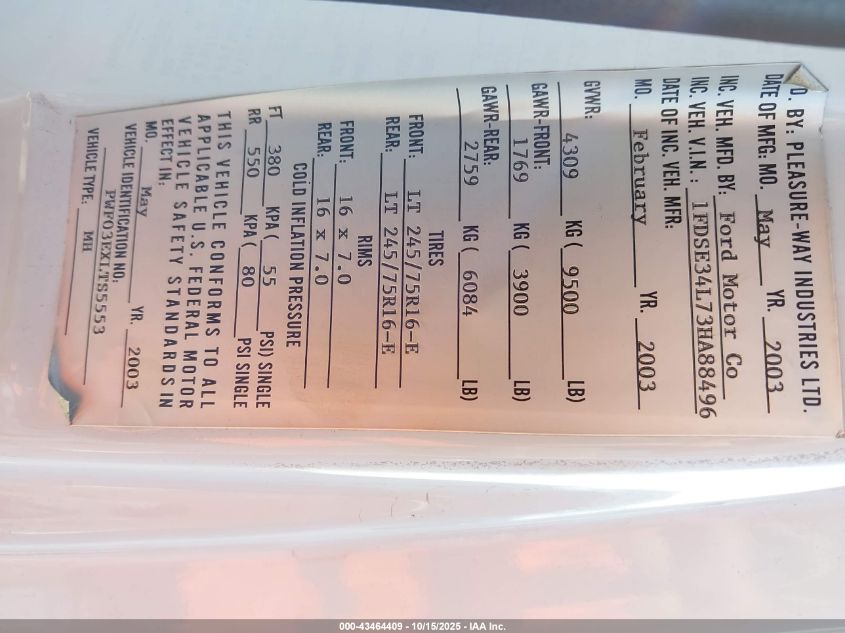 D. BY: PLEASURE-WAY INDUSTRIES LTD.
DATE OF MFG: MO. May YR. 2003
INC. VEH. MFD. BY: Ford Motor Co
INC. VEH. V.I.N.: 1FDSE34L73HA88496
DATE OF INC. VEH. MFR:
MO. February YR. 2003
GVWR: 4309 KG ( 9500 LB)
GAWR-FRONT: 1769 KG ( 3900 LB)
GAWR-REAR: 2759 KG ( 6084 LB)
TIRES
FRONT: LT 245/75R16-E
REAR: LT 245/75R16-E
RIMS
FRONT: 16 x 7.0
REAR: 16 x 7.0
COLD INFLATION PRESSURE
FT 380 KPA ( 55 PSI) SINGLE
RR 550 KPA ( 80 PSI SINGLE
THIS VEHICLE CONFORMS TO ALL
APPLICABLE U.S. FEDERAL MOTOR
VEHICLE SAFETY STANDARDS IN
EFFECT IN:
MO. May YR. 2003
VEHICLE IDENTIFICATION NO:
PWFO3EXLTS5553
VEHICLE TYPE: MH
000-43464409 - 10/15/2025 - IAA Inc.